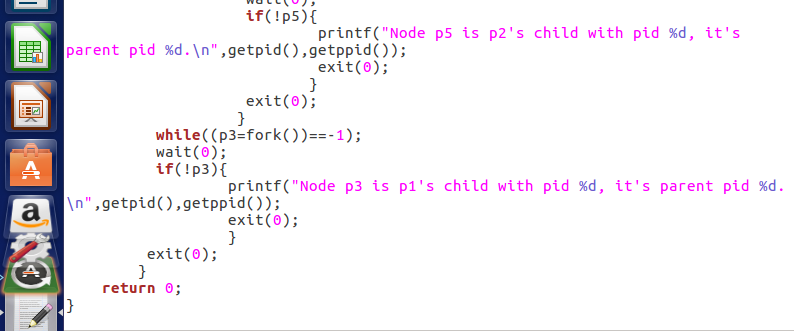 wait(0);
if(!p5){
printf("Node p5 is p2's child with pid %d, it's
parent pid %d.\n",getpid(),getppid());
exit(0);
}
exit(0);
}
while((p3=fork())==-1);
wait(0);
if(!p3){
printf("Node p3 is p1's child with pid %d, it's parent pid %d.
\n",getpid(),getppid());
exit(0);
}
exit(0);
}
return 0;
}
a